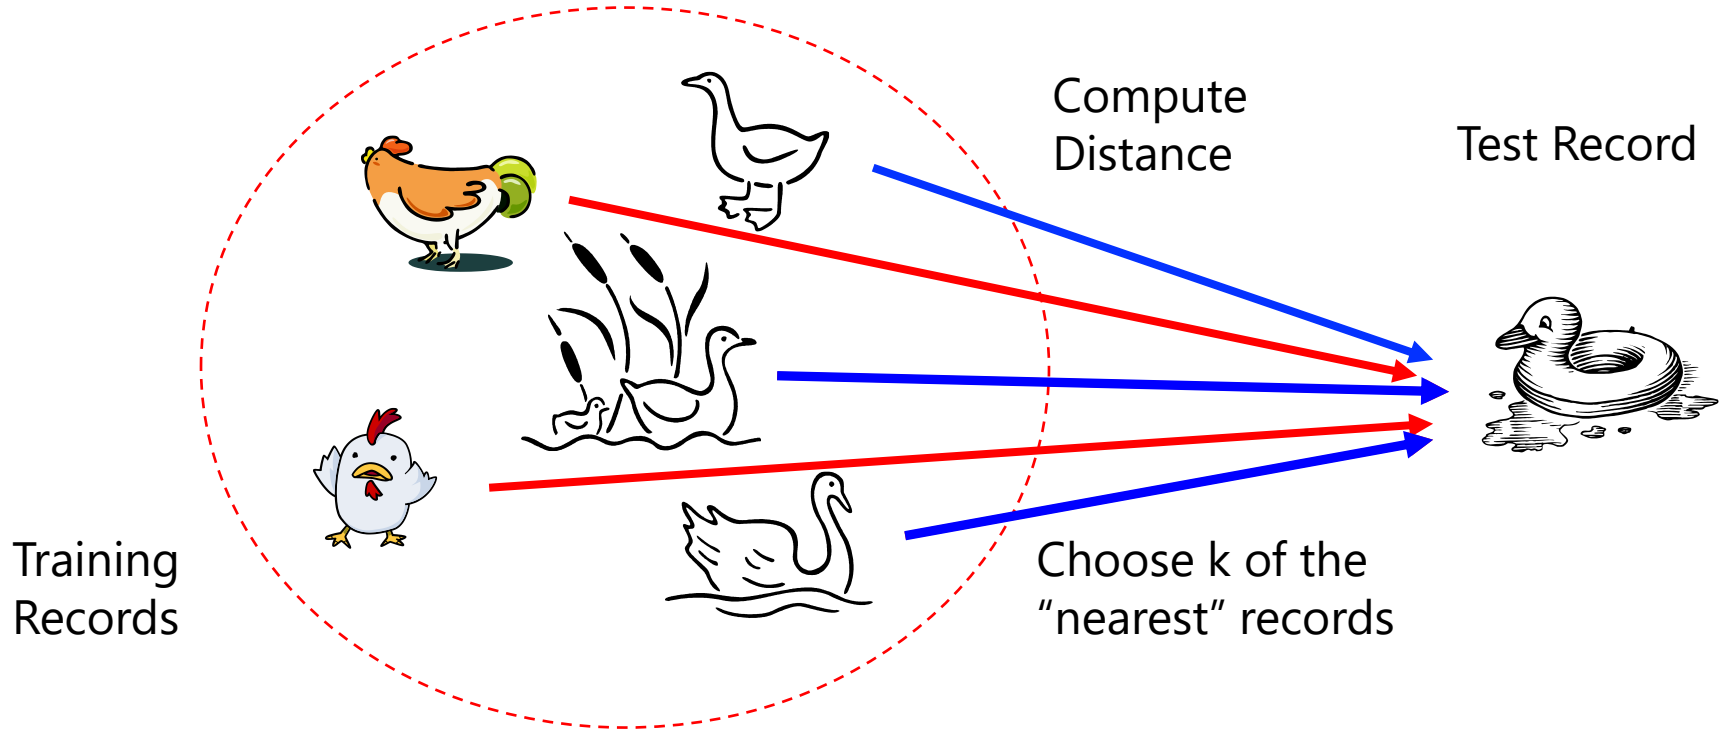 Compute
Distance
Test Record
Training
Records
Choose k of the
“nearest” records